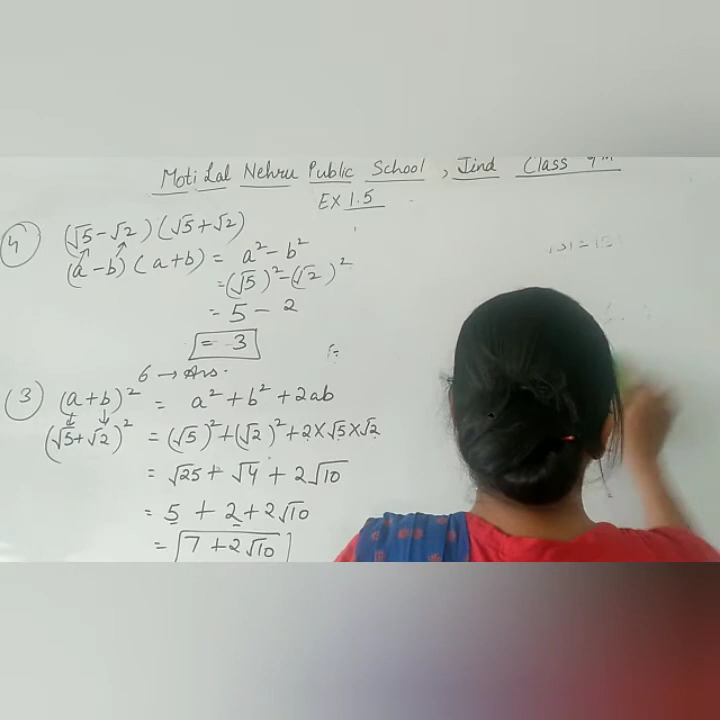 Moti Lal Nehru Public School, Jind Class 9th
EX 1.5
4 (√5-√2)(√5+√2)
(a-b)(a+b) = a²-b²
=(√5)²-(√2)²
= 5 - 2
= 3
6 → Ans.
(3) (a+b)² = a²+b²+2ab
(√5+√2)² = (√5)²+(√2)²+2×√5×√2
= √25+√4+2√10
= 5+2+2√10
= 7+2√10